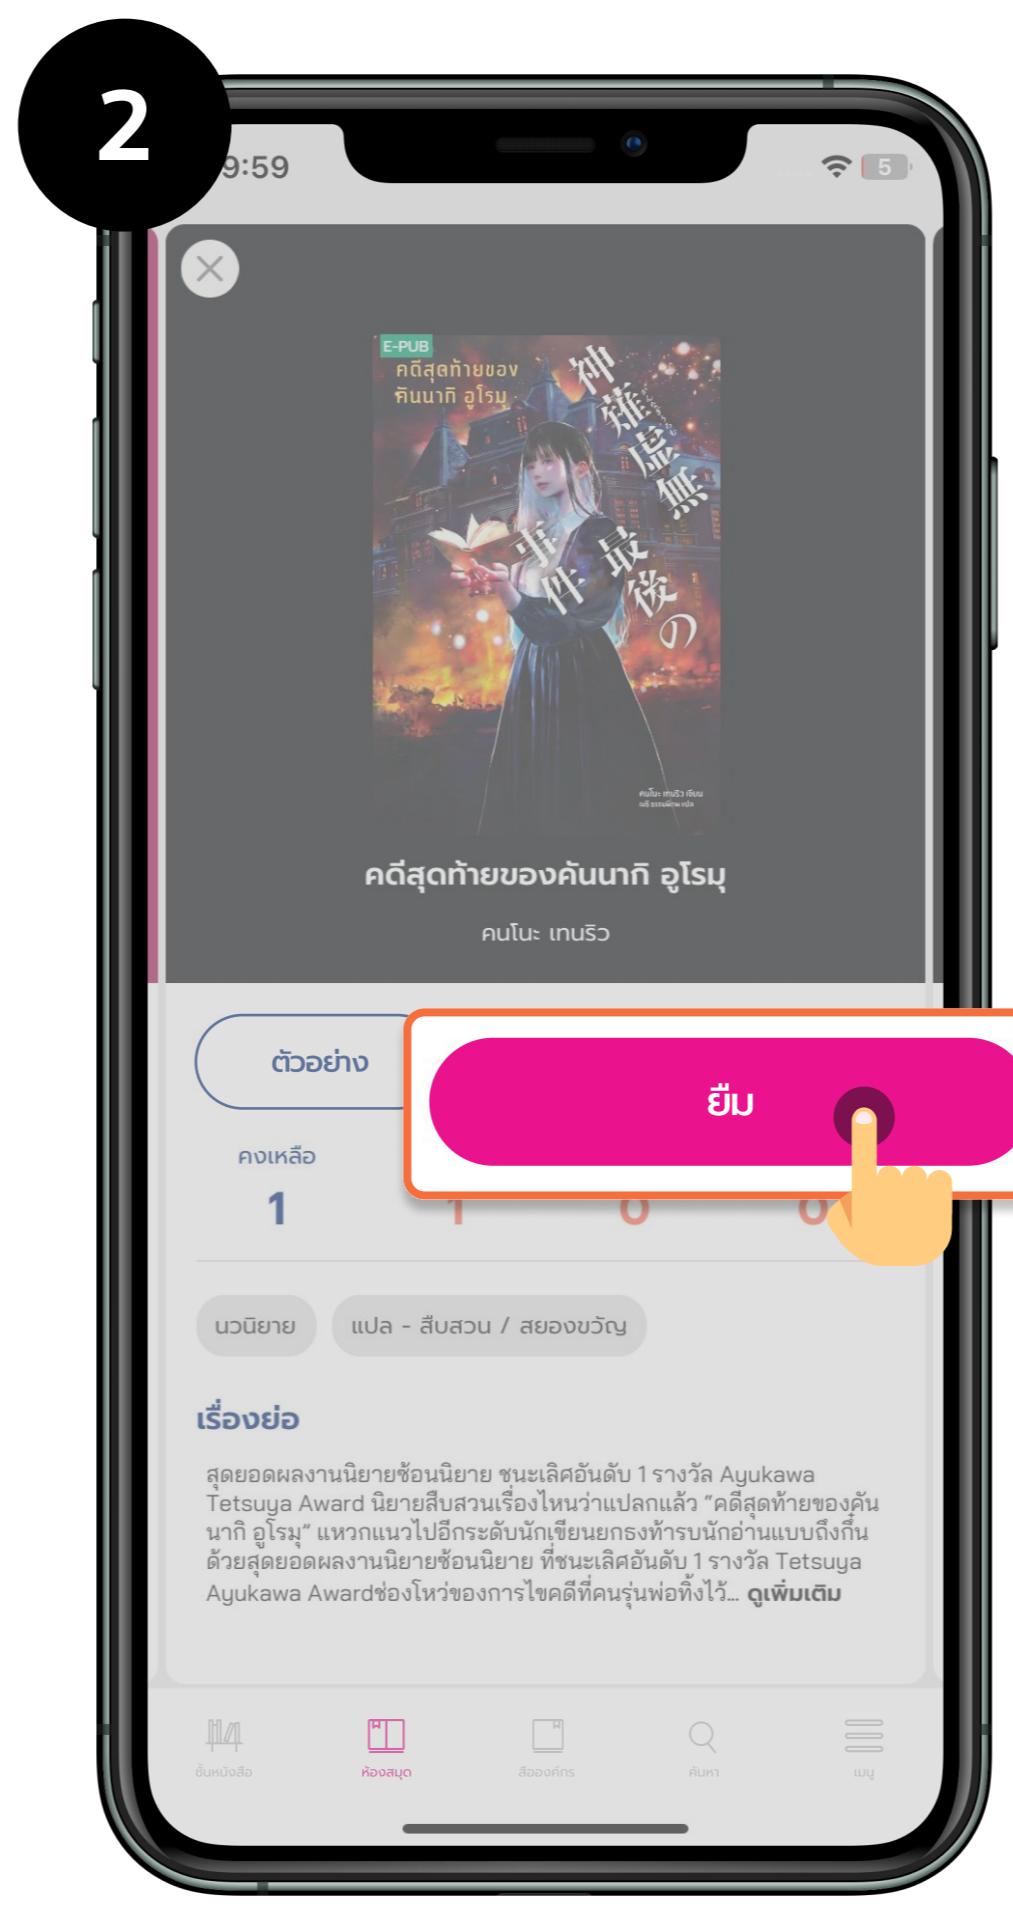 2
9:59
5
E-PUB
คดีสุดท้ายของ
คันนากิ อูโรมุ
神薙虚無
最後の
事件
คนโนะ เทนริว เขียน
คดีสุดท้ายของคันนากิ อูโรมุ
คนโนะ เทนริว
ตัวอย่าง
ยืม
คงเหลือ
1 1 0 0
นวนิยาย แปล - สืบสวน / สยองขวัญ
เรื่องย่อ
สุดยอดผลงานนิยายซ้อนนิยาย ชนะเลิศอันดับ 1 รางวัล Ayukawa
Tetsuya Award นิยายสืบสวนเรื่องไหนว่าแปลกแล้ว "คดีสุดท้ายของคัน
นากิ อูโรมุ" แหวกแนวไปอีกระดับนักเขียนยกธงท้ารบนักอ่านแบบถึงกึ๋น
ด้วยสุดยอดผลงานนิยายซ้อนนิยาย ที่ชนะเลิศอันดับ 1 รางวัล Tetsuya
Ayukawa Awardช่องโหว่ของการไขคดีที่คนรุ่นพ่อทิ้งไว้... ดูเพิ่มเติม
ชั้นหนังสือ ห้องสมุด สื่อองค์กร ค้นหา เมนู